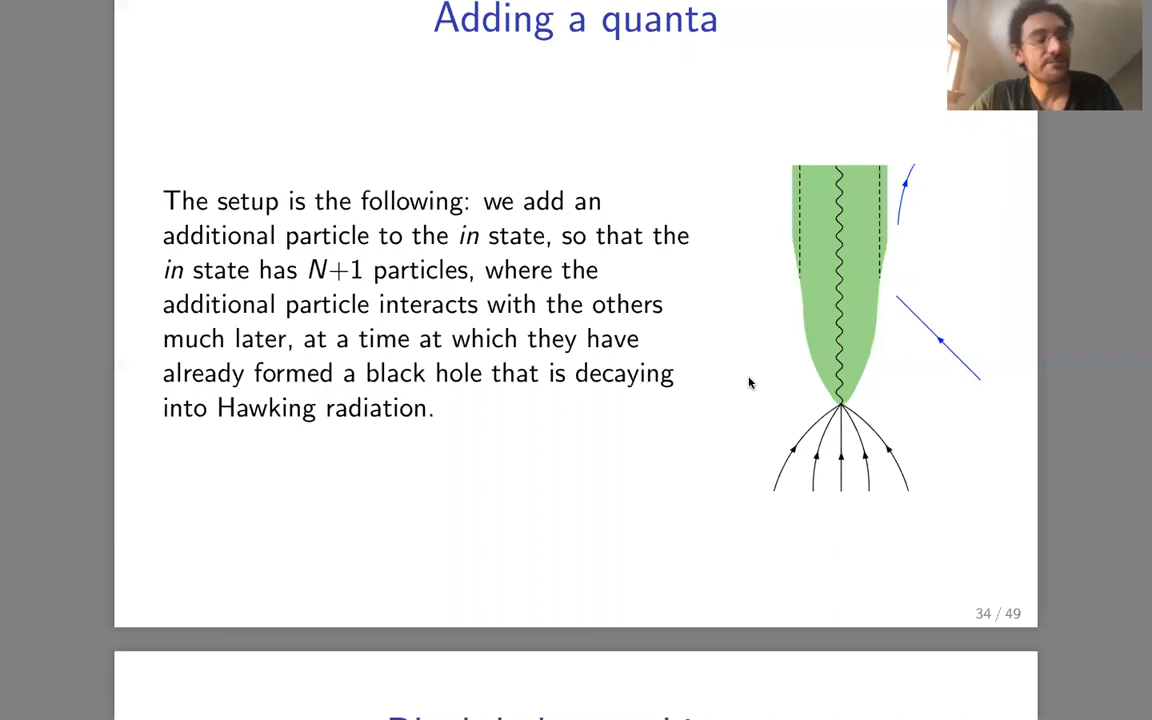 Adding a quanta
The setup is the following: we add an
additional particle to the in state, so that the
in state has N+1 particles, where the
additional particle interacts with the others
much later, at a time at which they have
already formed a black hole that is decaying
into Hawking radiation.
34 / 49